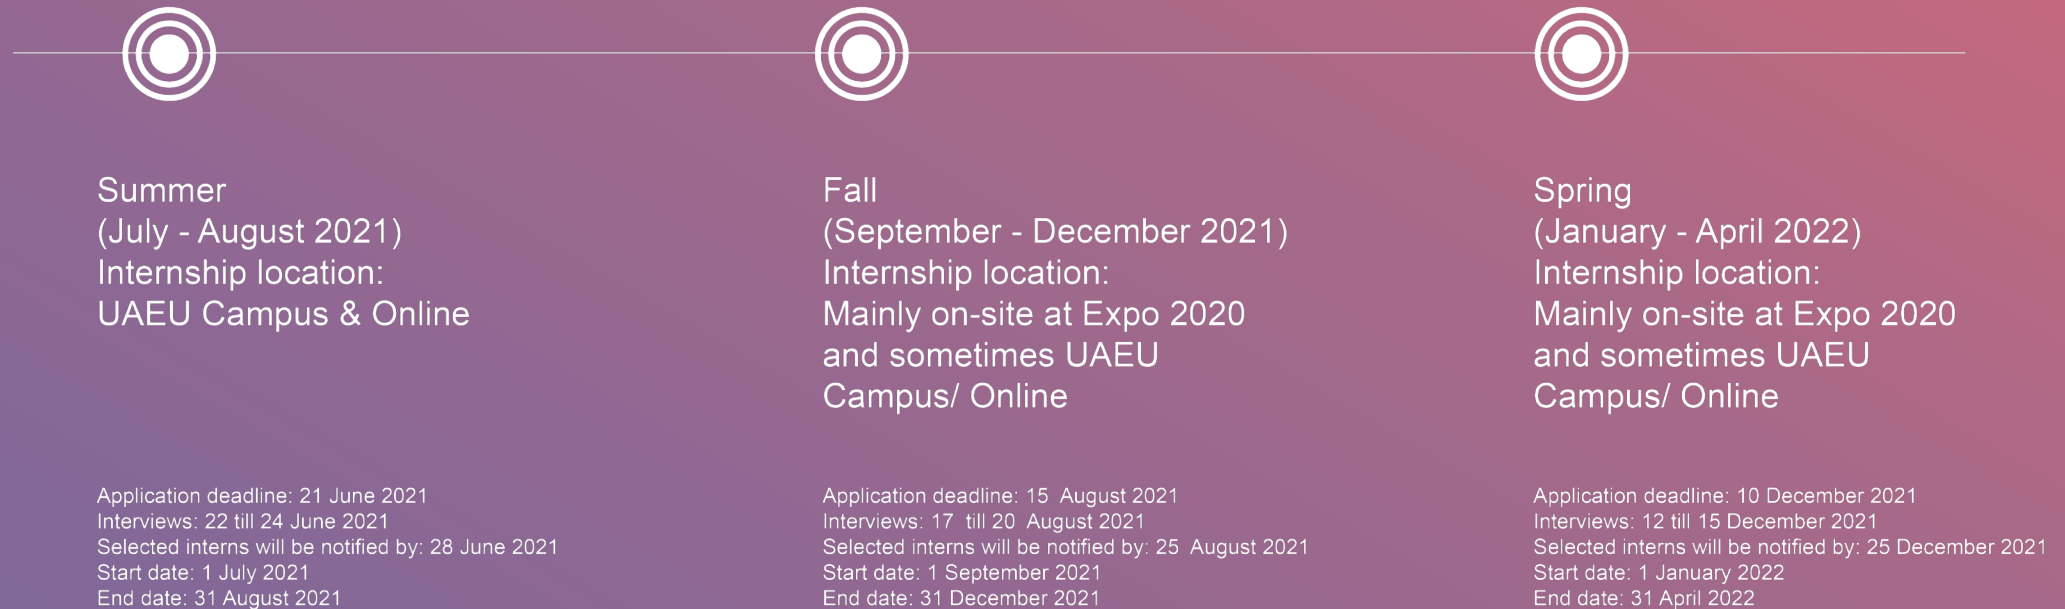 Summer
(July - August 2021)
Internship location:
UAEU Campus & Online
Application deadline: 21 June 2021
Interviews: 22 till 24 June 2021
Selected interns will be notified by: 28 June 2021
Start date: 1 July 2021
End date: 31 August 2021
Fall
(September - December 2021)
Internship location:
Mainly on-site at Expo 2020
and sometimes UAEU
Campus/ Online
Application deadline: 15  August 2021
Interviews: 17  till 20  August 2021
Selected interns will be notified by: 25  August 2021
Start date: 1 September 2021
End date: 31 December 2021
Spring
(January - April 2022)
Internship location:
Mainly on-site at Expo 2020
and sometimes UAEU
Campus/ Online
Application deadline: 10 December 2021
Interviews: 12 till 15 December 2021
Selected interns will be notified by: 25 December 2021
Start date: 1 January 2022
End date: 31 April 2022